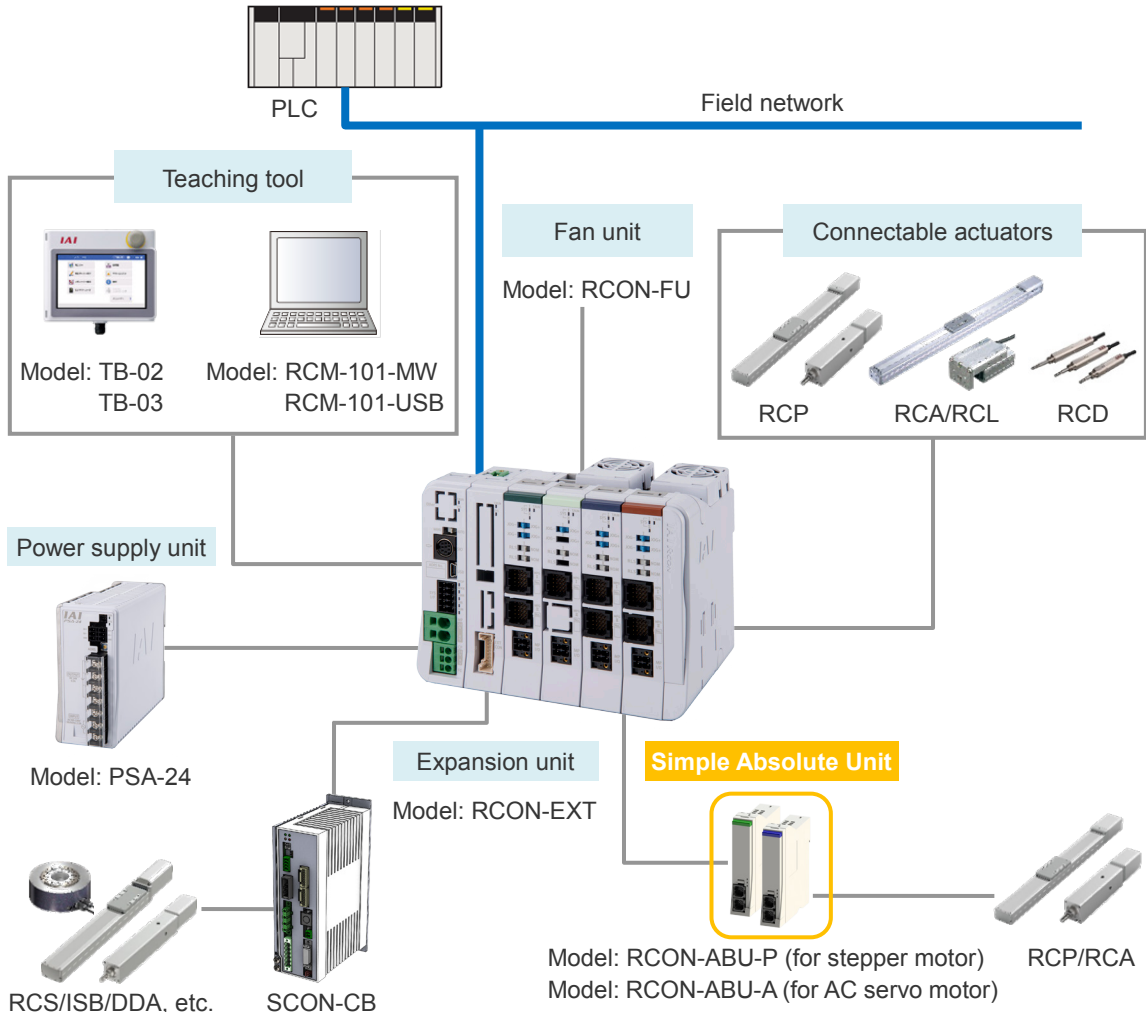 PLC
Field network
Teaching tool
IAI
Model: TB-02
TB-03
Model: RCM-101-MW
RCM-101-USB
Fan unit
Model: RCON-FU
Connectable actuators
RCP
RCA/RCL
RCD
Power supply unit
IAI
Model: PSA-24
Expansion unit
Model: RCON-EXT
Simple Absolute Unit
RCS/ISB/DDA, etc.
SCON-CB
Model: RCON-ABU-P (for stepper motor)
Model: RCON-ABU-A (for AC servo motor)
RCP/RCA